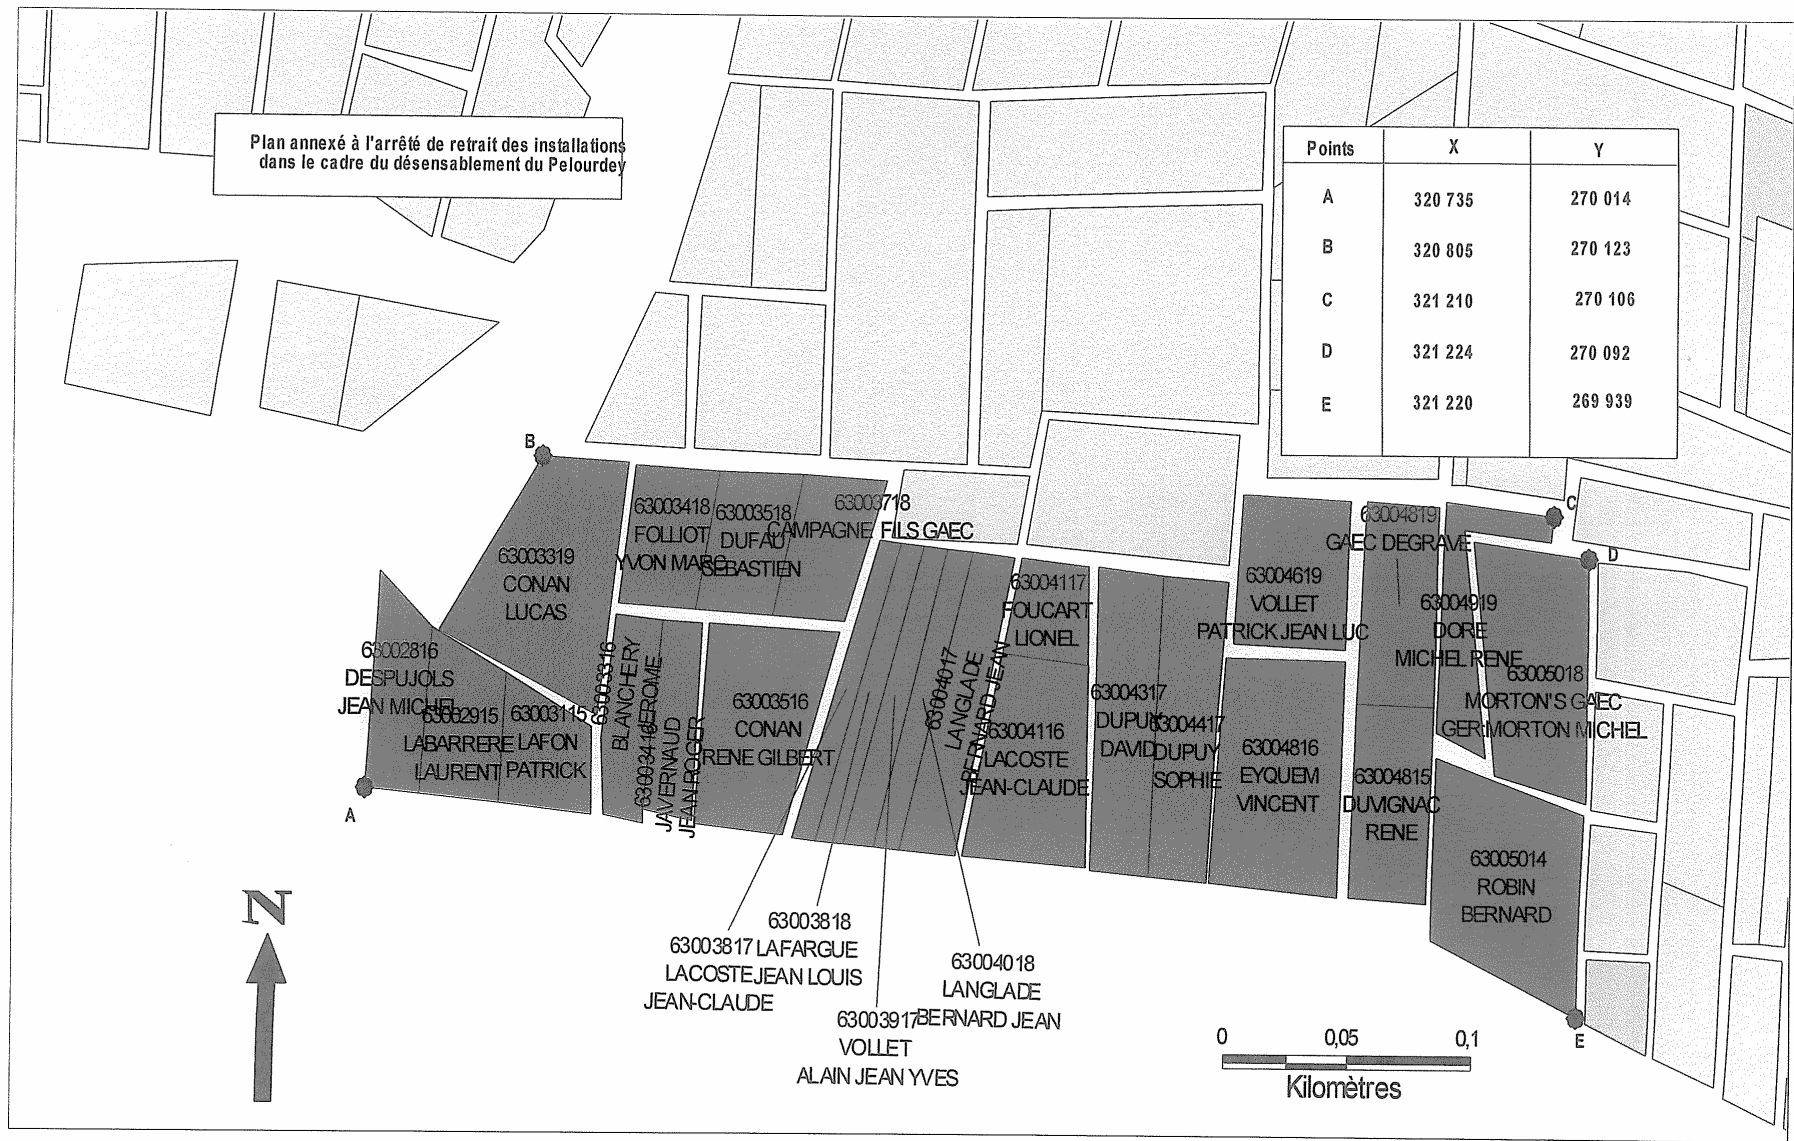 Plan annexé à l'arrêté de retrait des installations
dans le cadre du désensablement du Pelourdey
Points X Y
A 320 735 270 014
B 320 805 270 123
C 321 210 270 106
D 321 224 270 092
E 321 220 269 939
B
C
D
A
E
63003319
CONAN
LUCAS
63003418
FOLLIOT
YVON MARC
63003518
DUFAU
SEBASTIEN
63003718
CAMPAGNE FILS GAEC
63002816
DESPUJOLS
JEAN MICHEL
63002915
LABARRERE
LAURENT
63003115
LAFON
PATRICK
63003316
BLANCHERY
JEROME
JAVERNAUD
JEAN ROGER
63003516
CONAN
RENE GILBERT
63004017
LANGLADE
BERNARD JEAN
63004117
FOUCART
LIONEL
63004116
LACOSTE
JEAN-CLAUDE
63004317
DUPUY
DAVID
63004417
DUPUY
SOPHIE
63004619
VOLLET
PATRICK JEAN LUC
63004816
EYQUEM
VINCENT
63004819
GAEC DEGRAVE
63004919
DORE
MICHEL RENE
63005018
MORTON'S GAEC
GER:MORTON MICHEL
63004815
DUVIGNAC
RENE
63005014
ROBIN
BERNARD
63003817
LACOSTE
JEAN-CLAUDE
63003818
LAFARGUE
JEAN LOUIS
63003917
VOLLET
ALAIN JEAN YVES
63004018
LANGLADE
BERNARD JEAN
N
0 0,05 0,1
Kilomètres